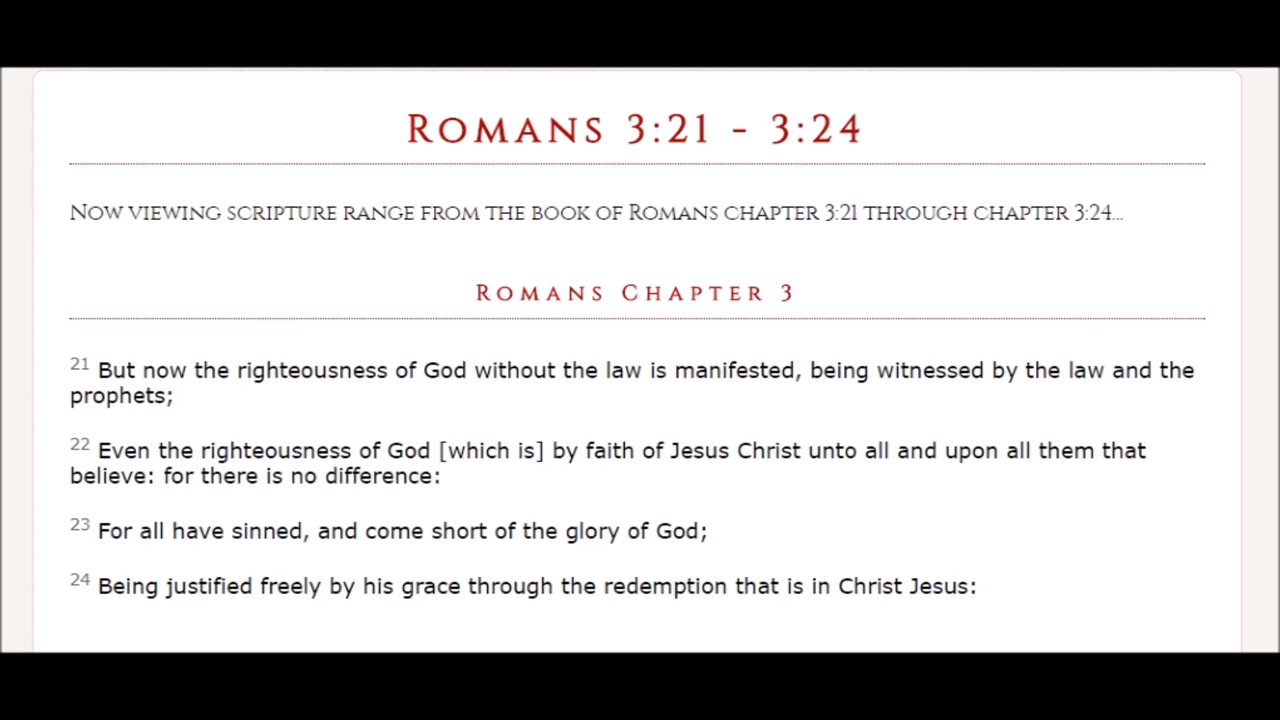 Romans 3:21 - 3:24
Now viewing scripture range from the book of Romans chapter 3:21 through chapter 3:24...
Romans Chapter 3
21 But now the righteousness of God without the law is manifested, being witnessed by the law and the
prophets;
22 Even the righteousness of God [which is] by faith of Jesus Christ unto all and upon all them that
believe: for there is no difference:
23 For all have sinned, and come short of the glory of God;
24 Being justified freely by his grace through the redemption that is in Christ Jesus: